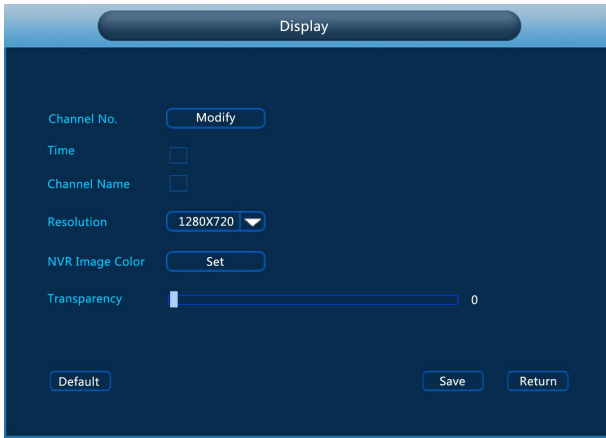 Display
Channel No. Modify
Time
Channel Name
Resolution 1280X720
NVR Image Color Set
Transparency 0
Default Save Return